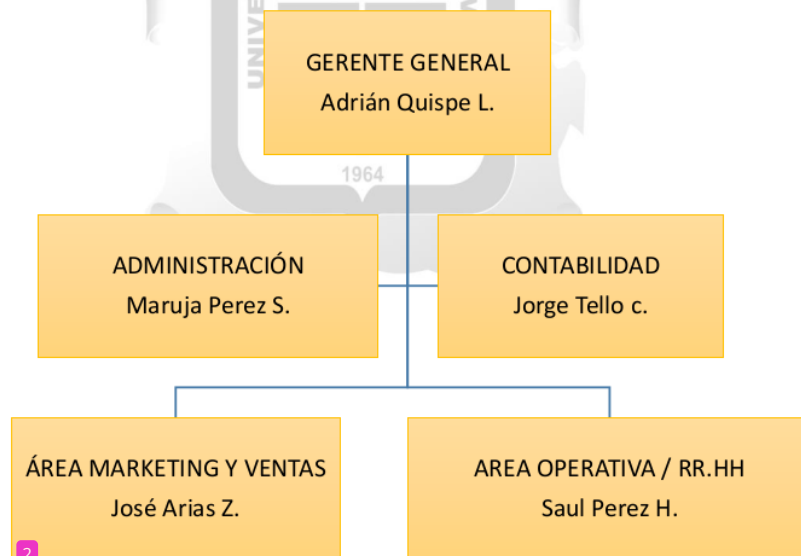 UNIVE
GERENTE GENERAL
Adrián Quispe L.
1964
ADMINISTRACIÓN
Maruja Perez S.
CONTABILIDAD
Jorge Tello c.
ÁREA MARKETING Y VENTAS
José Arias Z.
AREA OPERATIVA / RR.HH
Saul Perez H.
2